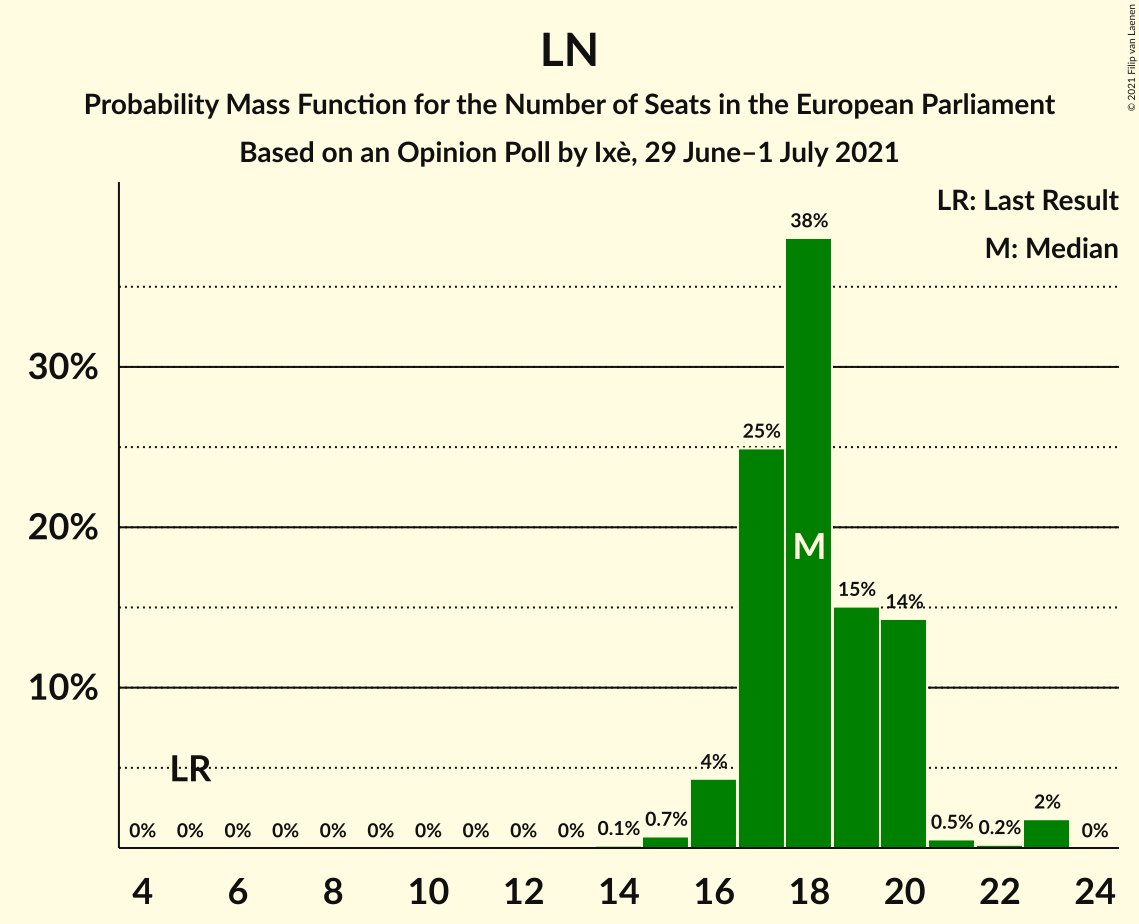 LN
Probability Mass Function for the Number of Seats in the European Parliament
Based on an Opinion Poll by Ixè, 29 June–1 July 2021
© 2021 Filip van Laenen
LR: Last Result
M: Median
30%
20%
10%
LR
M
0% 0% 0% 0% 0% 0% 0% 0% 0% 0% 0.1% 0.7% 4% 25% 38% 15% 14% 0.5% 0.2% 2% 0%
4 6 8 10 12 14 16 18 20 22 24